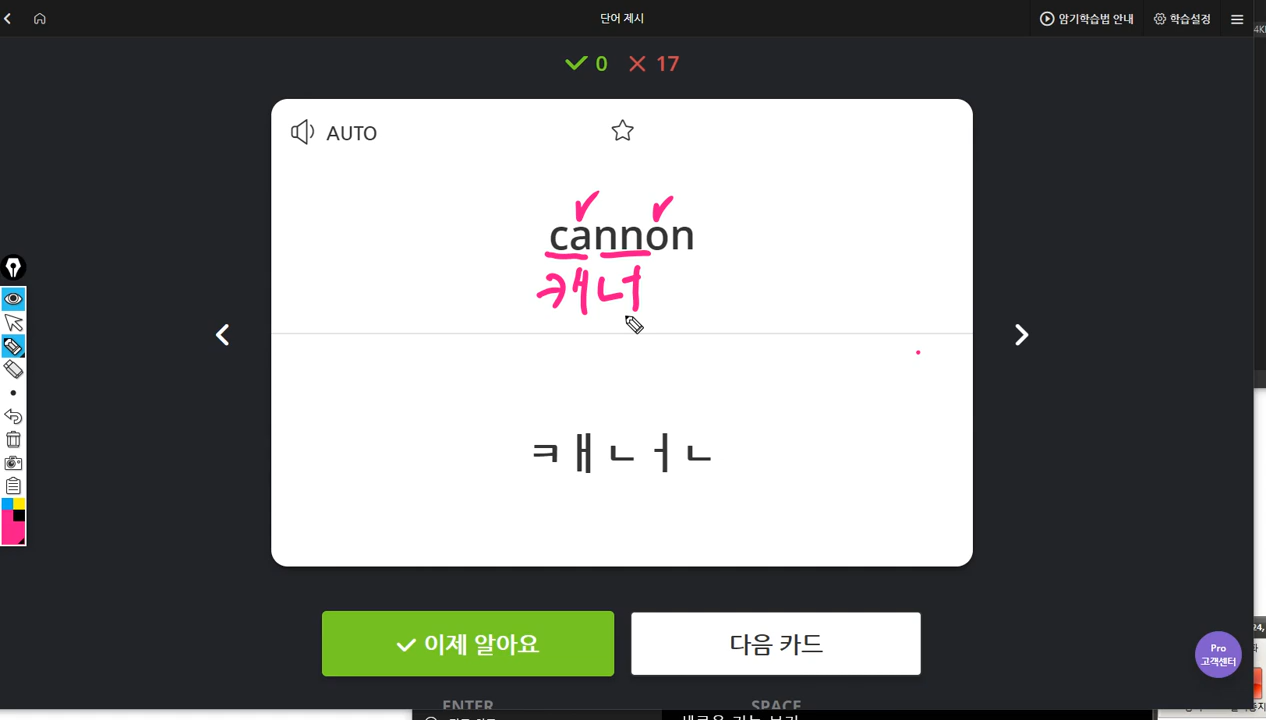 단어 제시
암기학습법 안내
학습설정
0
17
AUTO
cannon
캐너
ㅋㅐㄴㅓㄴ
이제 알아요
다음 카드
ENTER
SPACE
Pro
고객센터